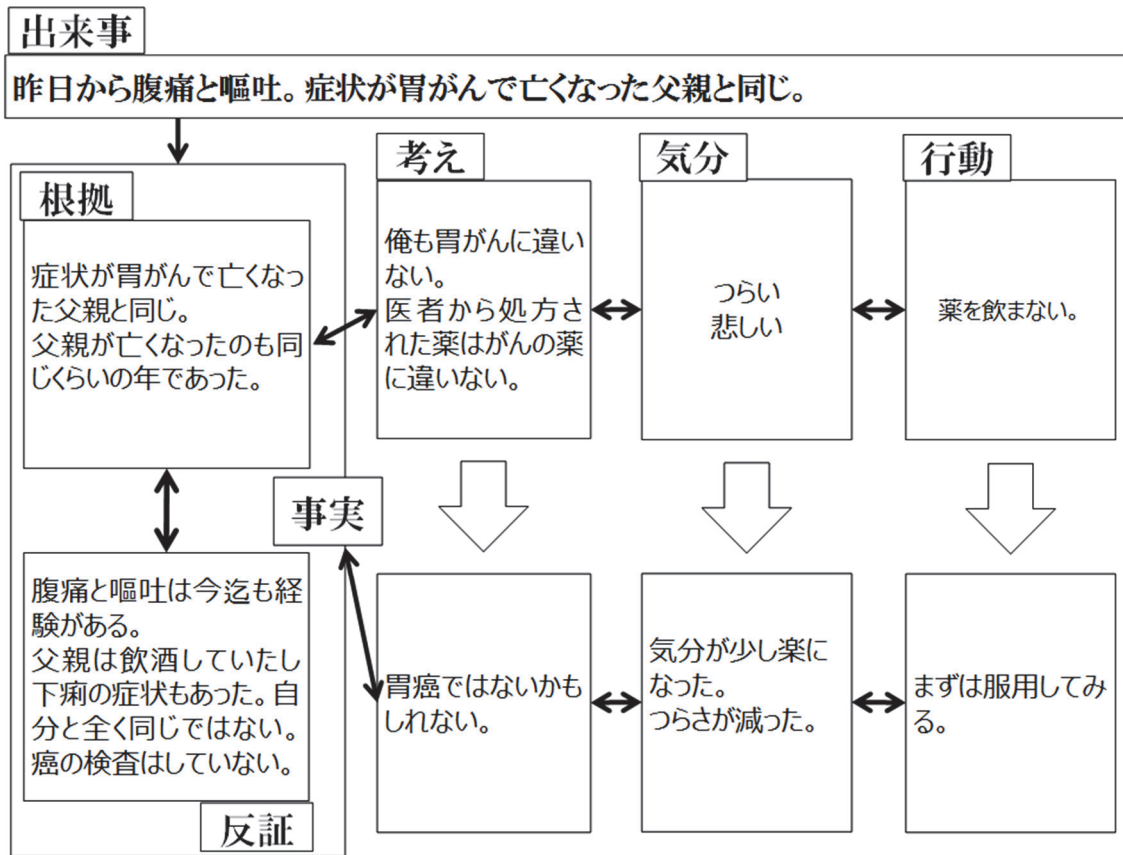 出来事
昨日から腹痛と嘔吐。症状が胃がんで亡くなった父親と同じ。
根拠
症状が胃がんで亡くなっ
た父親と同じ。
父親が亡くなったのも同
じくらいの年であった。
考え
俺も胃がんに違い
ない。
医者から処方さ
れた薬はがんの薬
に違いない。
気分
つらい
悲しい
行動
薬を飲まない。
事実
腹痛と嘔吐は今迄も経
験がある。
父親は飲酒していたし
下痢の症状もあった。自
分と全く同じではない。
癌の検査はしていない。
反証
胃癌ではないかも
しれない。
気分が少し楽に
なった。
つらさが減った。
まずは服用してみ
る。